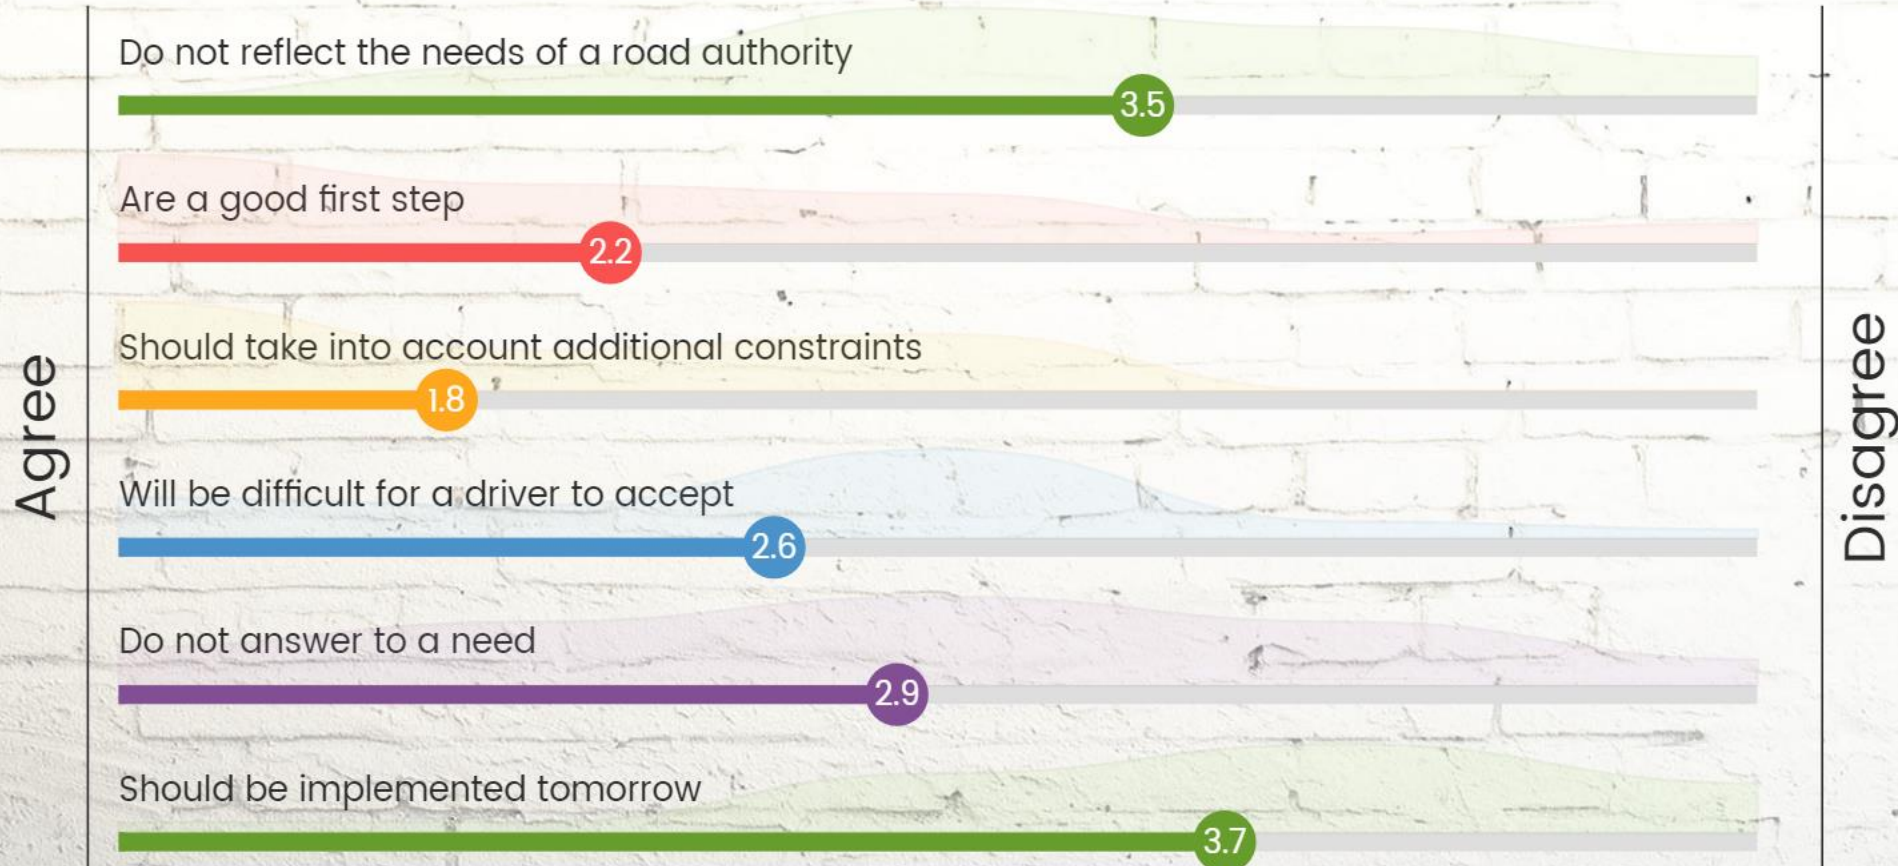 Do not reflect the needs of a road authority
3.5
Are a good first step
2.2
Should take into account additional constraints
1.8
Will be difficult for a driver to accept
2.6
Do not answer to a need
2.9
Should be implemented tomorrow
3.7
Agree
Disagree